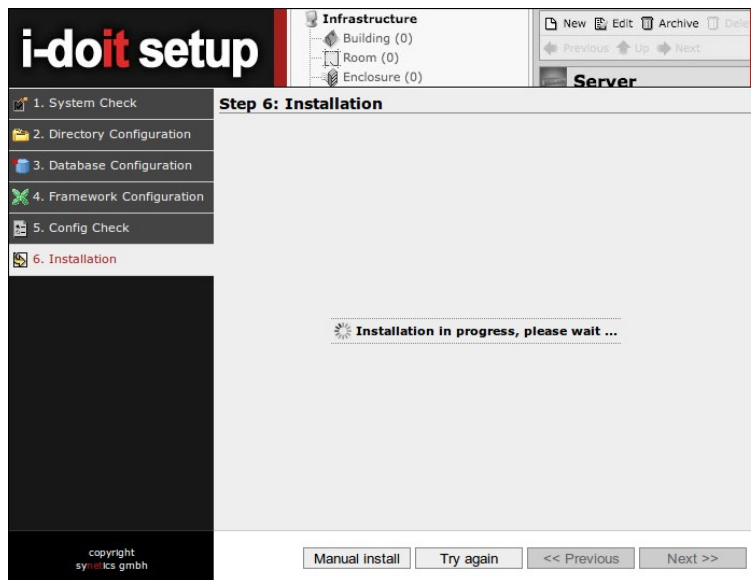 i-doit setup
Infrastructure
Building (0)
Room (0)
Enclosure (0)
New Edit Archive Dele
Previous Up Next
Server
1. System Check
2. Directory Configuration
3. Database Configuration
4. Framework Configuration
5. Config Check
6. Installation
Step 6: Installation
Installation in progress, please wait ...
copyright
synetics gmbh
Manual install
Try again
<< Previous
Next >>